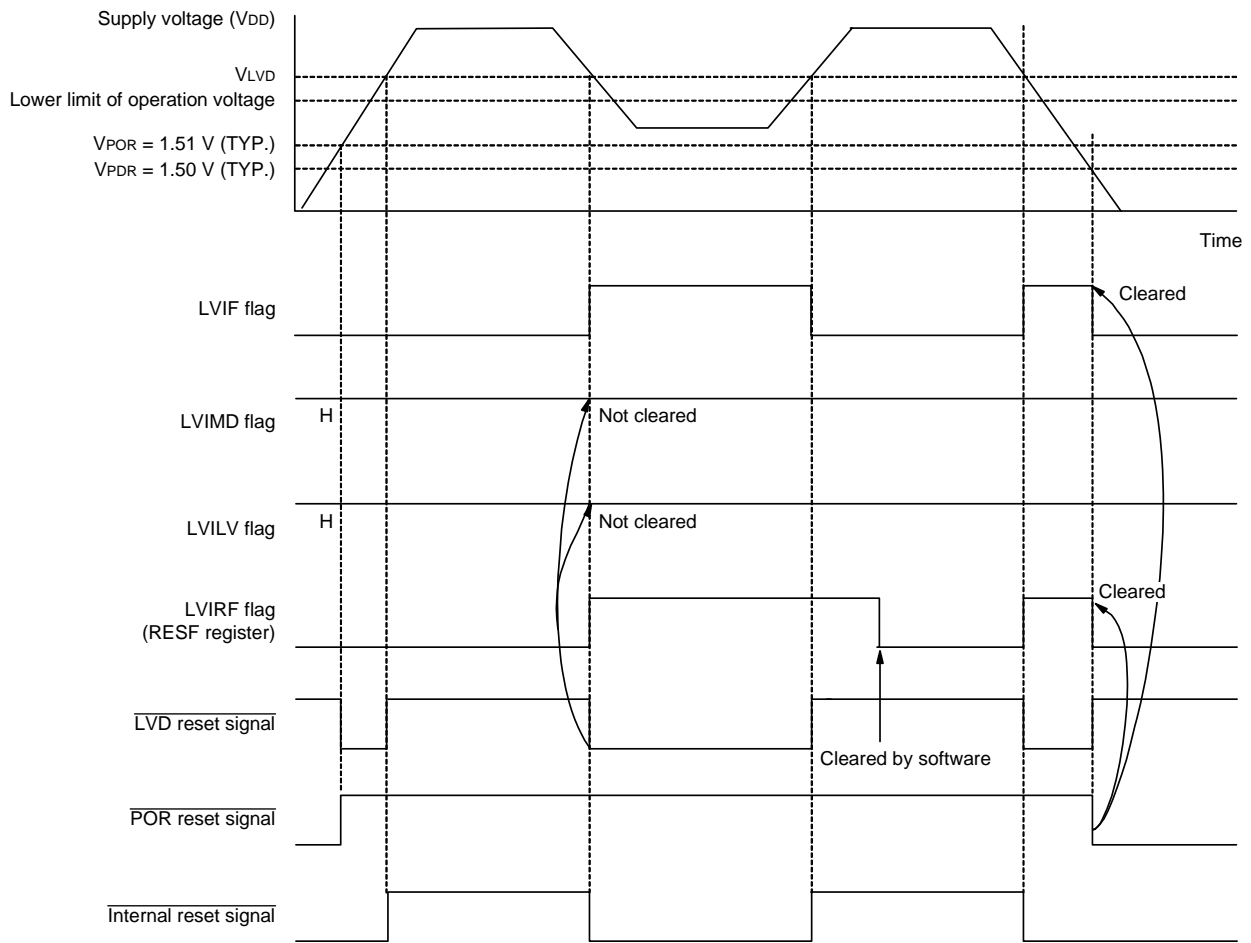 Supply voltage (VDD)
VLVD
Lower limit of operation voltage
VPOR = 1.51 V (TYP.)
VPDR = 1.50 V (TYP.)
Time
LVIF flag
Cleared
LVIMD flag
H
Not cleared
LVILV flag
H
Not cleared
LVIRF flag
(RESF register)
Cleared
LVD reset signal
Cleared by software
POR reset signal
Internal reset signal